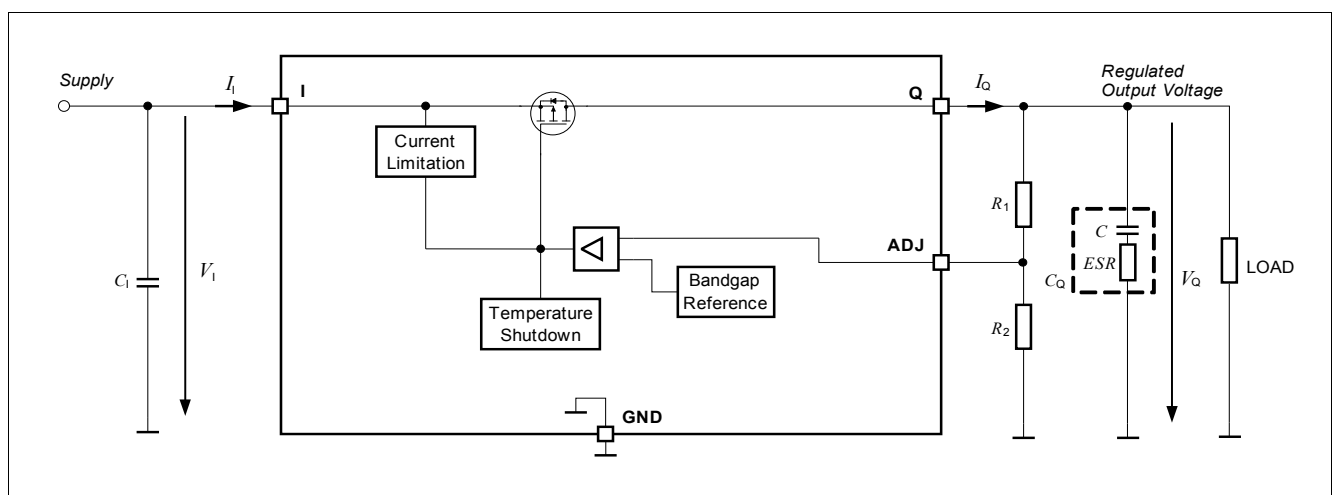 Supply
I_I
I
Q
I_Q
Regulated
Output Voltage
Current
Limitation
R_1
C_I
V_I
ADJ
C
ESR
C_Q
V_Q
LOAD
Bandgap
Reference
Temperature
Shutdown
R_2
GND